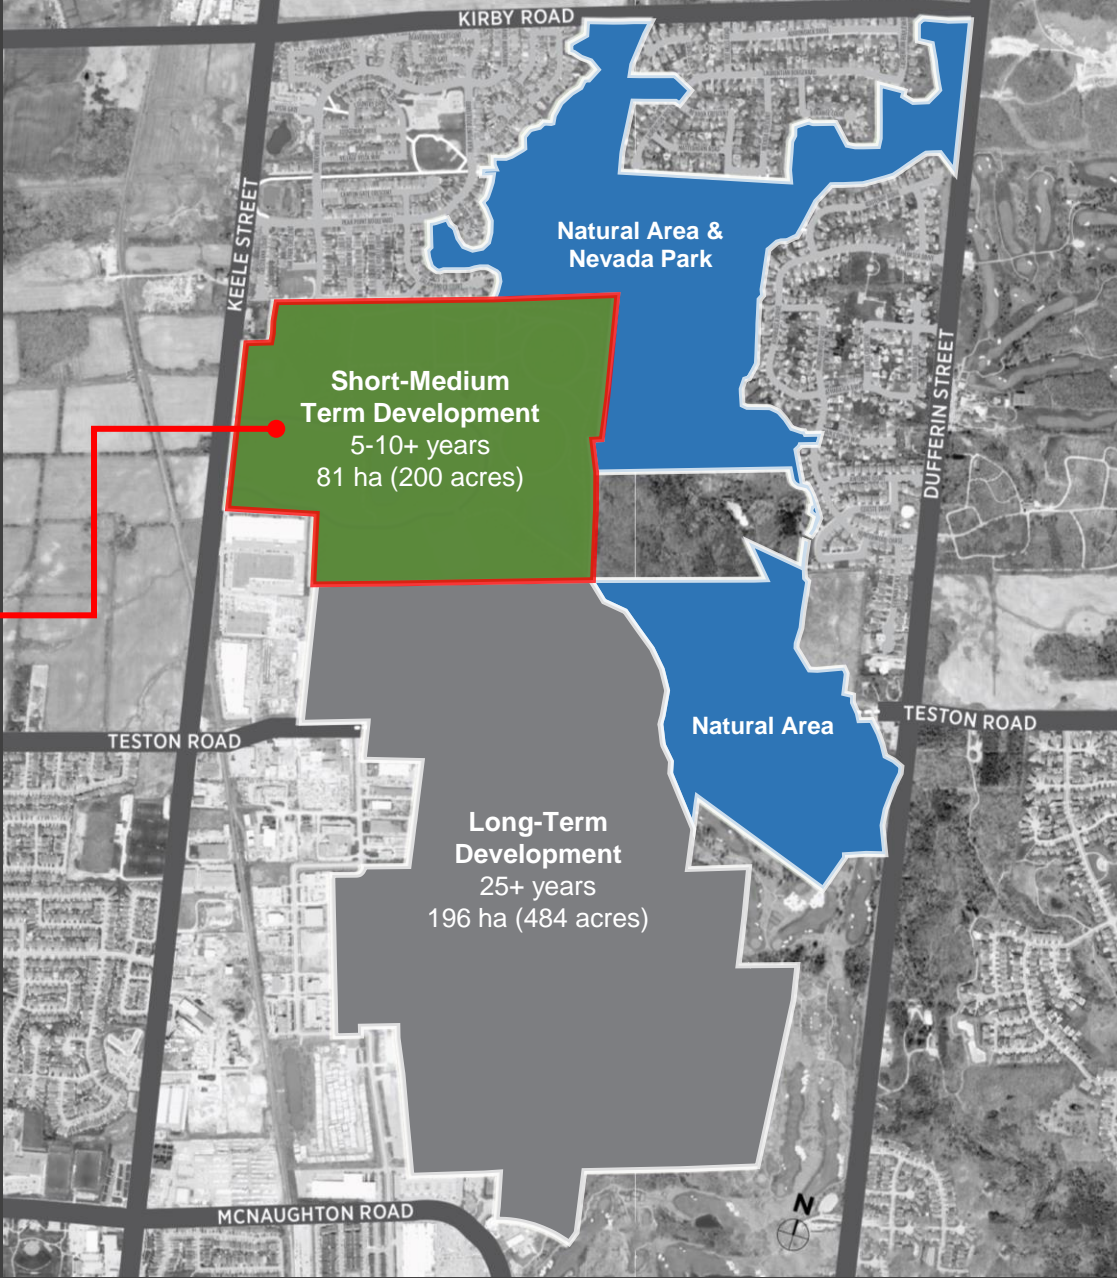 KIRBY ROAD
KEELE STREET
Natural Area &
Nevada Park
Short-Medium
Term Development
5-10+ years
81 ha (200 acres)
DUFFERIN STREET
TESTON ROAD
Natural Area
TESTON ROAD
Long-Term
Development
25+ years
196 ha (484 acres)
N
MCNAUGHTON ROAD